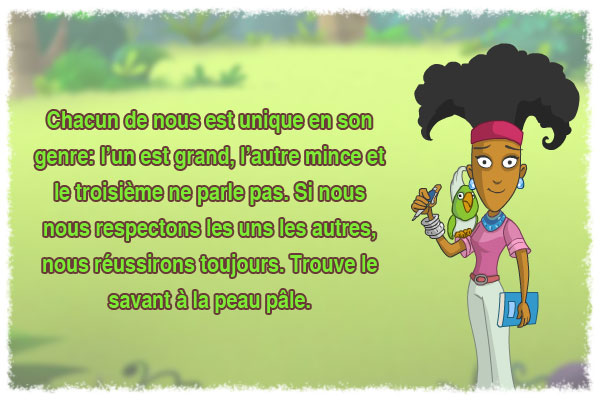 Chacun de nous est unique en son
genre: l'un est grand, l'autre mince et
le troisième ne parle pas. Si nous
nous respectons les uns les autres,
nous réussirons toujours. Trouve le
savant à la peau pâle.